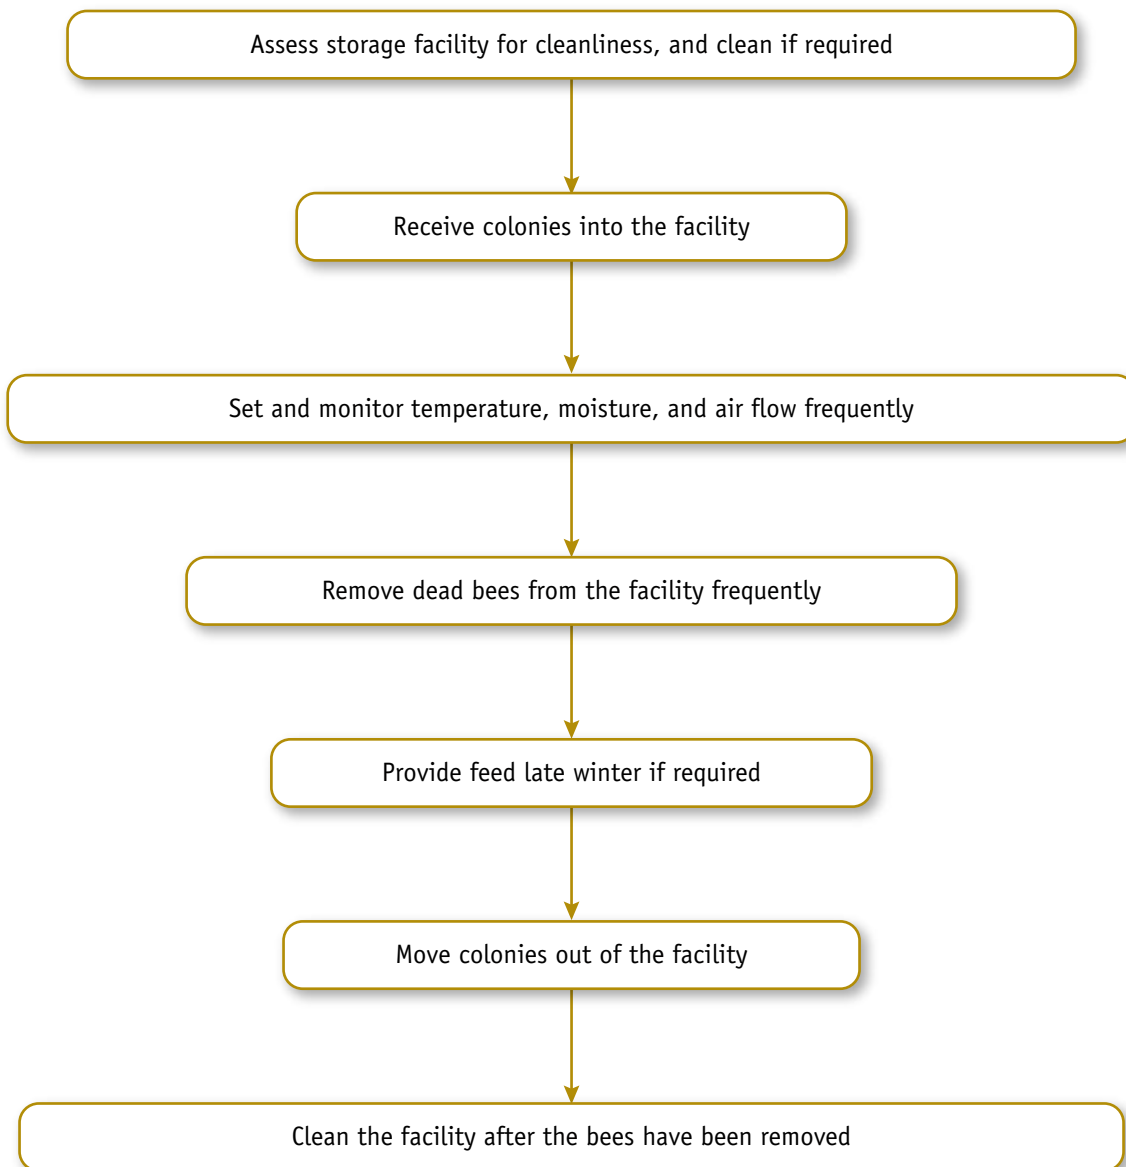 Assess storage facility for cleanliness, and clean if required
Receive colonies into the facility
Set and monitor temperature, moisture, and air flow frequently
Remove dead bees from the facility frequently
Provide feed late winter if required
Move colonies out of the facility
Clean the facility after the bees have been removed